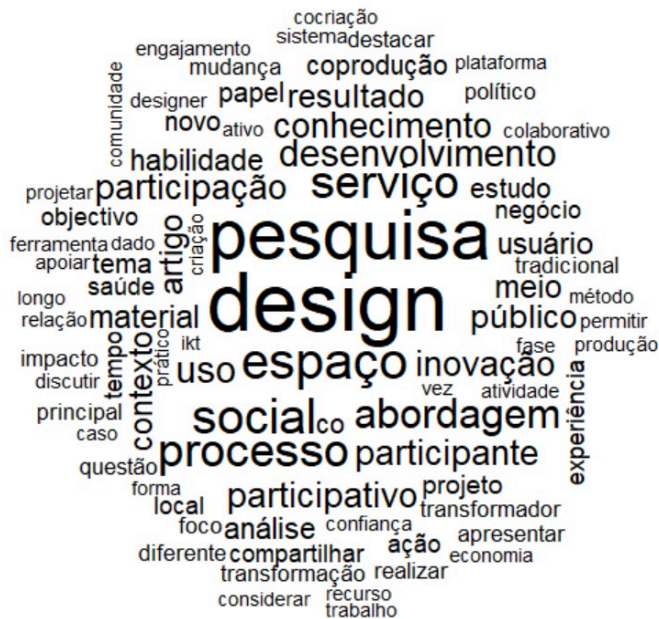 cocriação
sistema destacar
engajamento
mudança coprodução plataforma
comunidade
designer papel resultado político
novo ativo conhecimento colaborativo
habilidade desenvolvimento
projetar participação serviço estudo
objectivo artigo criação pesquisa negócio
ferramenta dado usuário
apoiar tema tradicional
longo saúde design meio método
relação material público permitir
ikt fase produção
impacto tempo contexto prático uso espaço inovação
discutir vez atividade experiência
principal social co abordagem
caso
questão processo participante
forma participativo projeto
local transformador
foco análise confiança ação apresentar
diferente compartilhar economia
transformação realizar
considerar recurso
trabalho